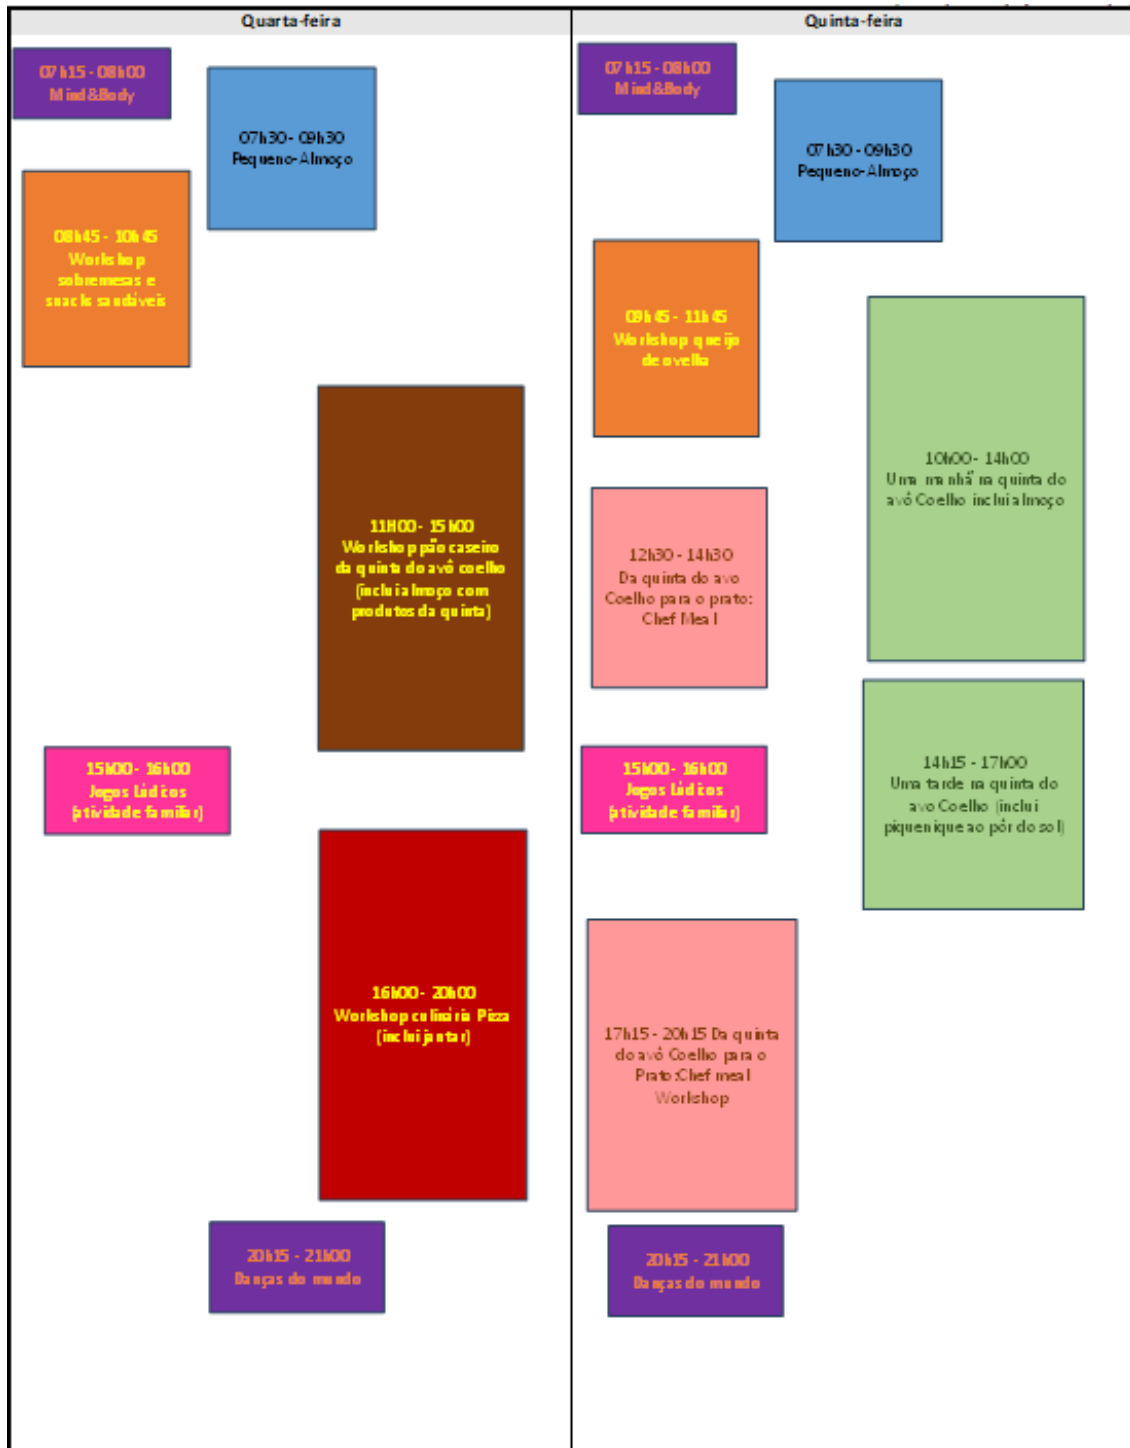 Quarta-feira
07h15 - 08h00
Mind&Body
07h30 - 09h30
Pequeno-Almoço
08h45 - 10h45
Workshop
sobremesas e
snacks saudáveis
11H00 - 15h00
Workshop pão caseiro
da quinta do avô coelho
(inclui almoço com
produtos da quinta)
15h00 - 16h00
Jogos Lúdicos
(atividade familiar)
16h00 - 20h00
Workshop culinária Pizza
(inclui jantar)
20h15 - 21h00
Danças do mundo
Quinta-feira
07h15 - 08h00
Mind&Body
07h30 - 09h30
Pequeno-Almoço
09h45 - 11h45
Workshop queijo
de ovelha
10h00 - 14h00
Uma manhã na quinta do
avô Coelho inclui almoço
12h30 - 14h30
Da quinta do avo
Coelho para o prato:
Chef Meal
14h15 - 17h00
Uma tarde na quinta do
avo Coelho (inclui
piquenique ao pôr do sol)
15h00 - 16h00
Jogos Lúdicos
(atividade familiar)
17h15 - 20h15 Da quinta
do avô Coelho para o
Prato:Chef meal
Workshop
20h15 - 21h00
Danças do mundo